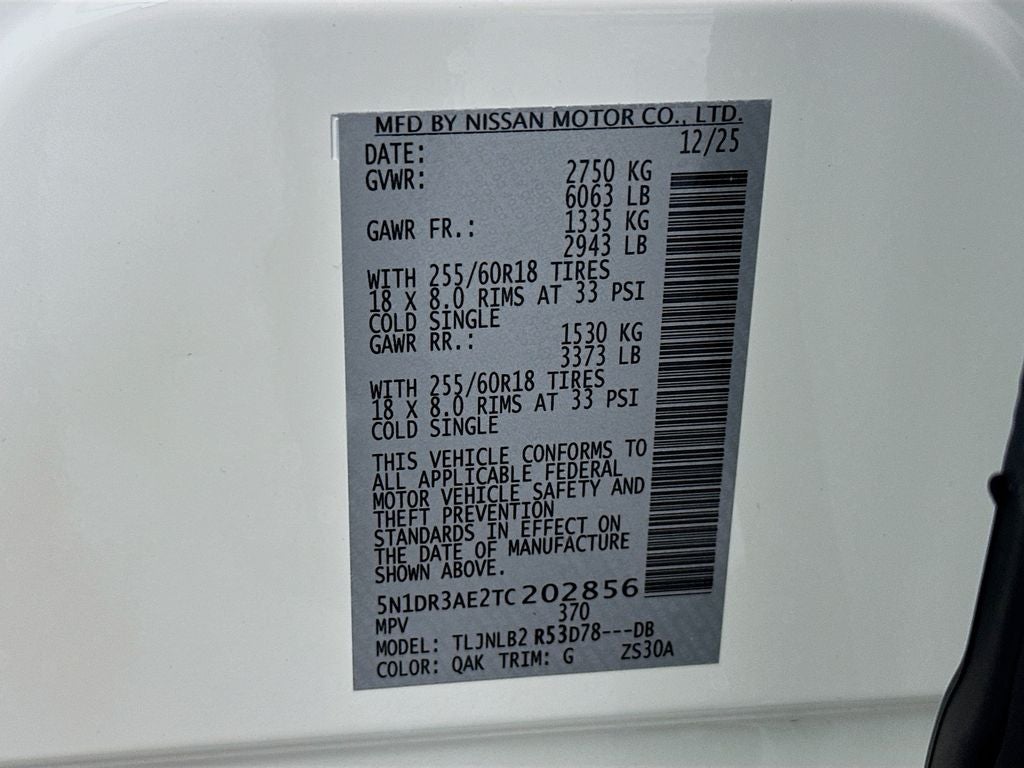 MFD BY NISSAN MOTOR CO., LTD.
DATE: 12/25
GVWR: 2750 KG
6063 LB
GAWR FR.: 1335 KG
2943 LB
WITH 255/60R18 TIRES
18 X 8.0 RIMS AT 33 PSI
COLD SINGLE
GAWR RR.: 1530 KG
3373 LB
WITH 255/60R18 TIRES
18 X 8.0 RIMS AT 33 PSI
COLD SINGLE
THIS VEHICLE CONFORMS TO
ALL APPLICABLE FEDERAL
MOTOR VEHICLE SAFETY AND
THEFT PREVENTION
STANDARDS IN EFFECT ON
THE DATE OF MANUFACTURE
SHOWN ABOVE.
5N1DR3AE2TC202856
MPV 370
MODEL: TLJNLB2 R53D78---DB
COLOR: QAK TRIM: G ZS30A